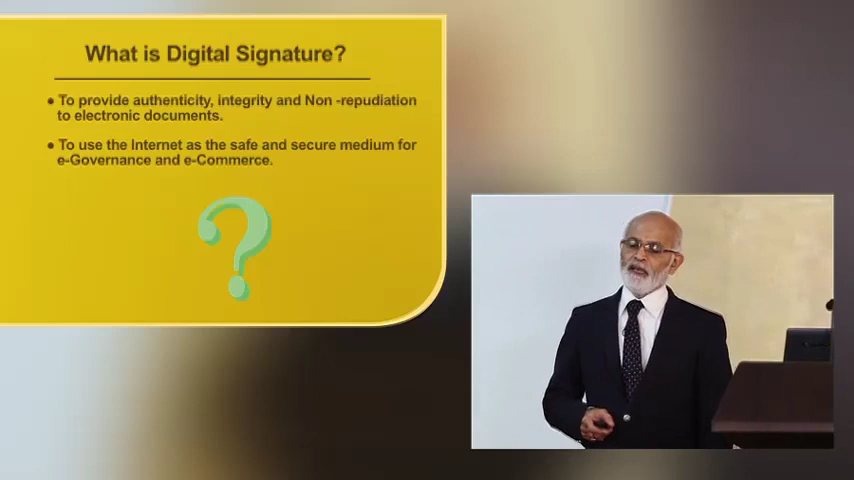 What is Digital Signature?
● To provide authenticity, integrity and Non -repudiation
to electronic documents.
● To use the Internet as the safe and secure medium for
e-Governance and e-Commerce.
?